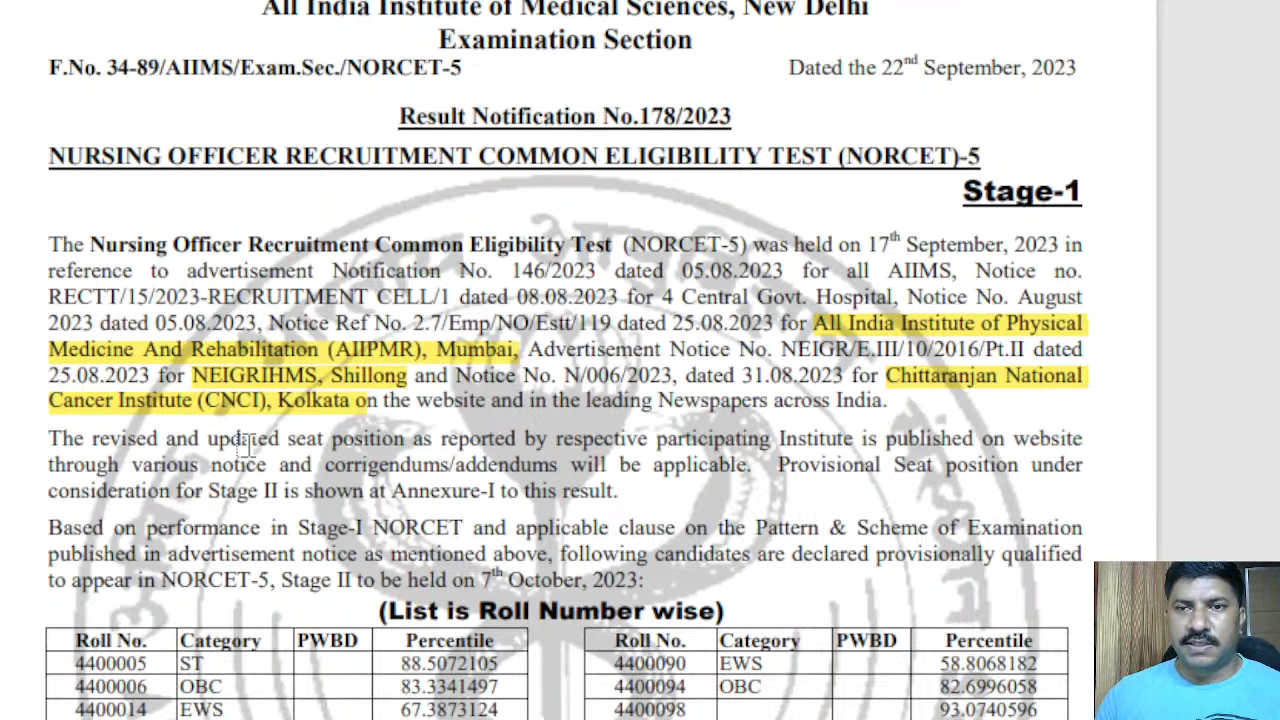 All India Institute of Medical Sciences, New Delhi
Examination Section
F.No. 34-89/AIIMS/Exam.Sec./NORCET-5 Dated the 22nd September, 2023
Result Notification No.178/2023
NURSING OFFICER RECRUITMENT COMMON ELIGIBILITY TEST (NORCET)-5
Stage-1
The Nursing Officer Recruitment Common Eligibility Test (NORCET-5) was held on 17th September, 2023 in
reference to advertisement Notification No. 146/2023 dated 05.08.2023 for all AIIMS, Notice no.
RECTT/15/2023-RECRUITMENT CELL/1 dated 08.08.2023 for 4 Central Govt. Hospital, Notice No. August
2023 dated 05.08.2023, Notice Ref No. 2.7/Emp/NO/Estt/119 dated 25.08.2023 for All India Institute of Physical
Medicine And Rehabilitation (AIIPMR), Mumbai, Advertisement Notice No. NEIGR/E.III/10/2016/Pt.II dated
25.08.2023 for NEIGRIHMS, Shillong and Notice No. N/006/2023, dated 31.08.2023 for Chittaranjan National
Cancer Institute (CNCI), Kolkata on the website and in the leading Newspapers across India.
The revised and updated seat position as reported by respective participating Institute is published on website
through various notice and corrigendums/addendums will be applicable. Provisional Seat position under
consideration for Stage II is shown at Annexure-I to this result.
Based on performance in Stage-I NORCET and applicable clause on the Pattern & Scheme of Examination
published in advertisement notice as mentioned above, following candidates are declared provisionally qualified
to appear in NORCET-5, Stage II to be held on 7th October, 2023:
(List is Roll Number wise)
Roll No. Category PWBD Percentile Roll No. Category PWBD Percentile
4400005 ST 88.5072105 4400090 EWS 58.8068182
4400006 OBC 83.3341497 4400094 OBC 82.6996058
4400014 EWS 67.3873124 4400098 93.0740596